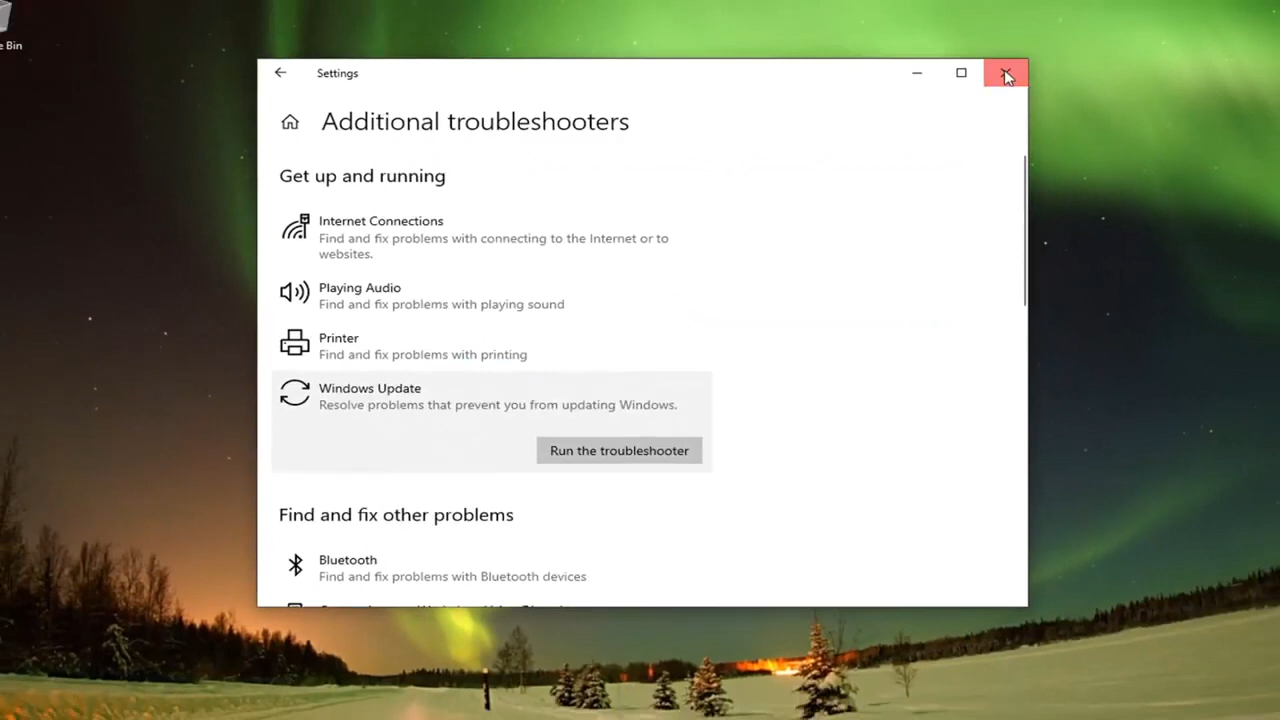 e Bin
Settings
Additional troubleshooters
Get up and running
Internet Connections
Find and fix problems with connecting to the Internet or to
websites.
Playing Audio
Find and fix problems with playing sound
Printer
Find and fix problems with printing
Windows Update
Resolve problems that prevent you from updating Windows.
Run the troubleshooter
Find and fix other problems
Bluetooth
Find and fix problems with Bluetooth devices